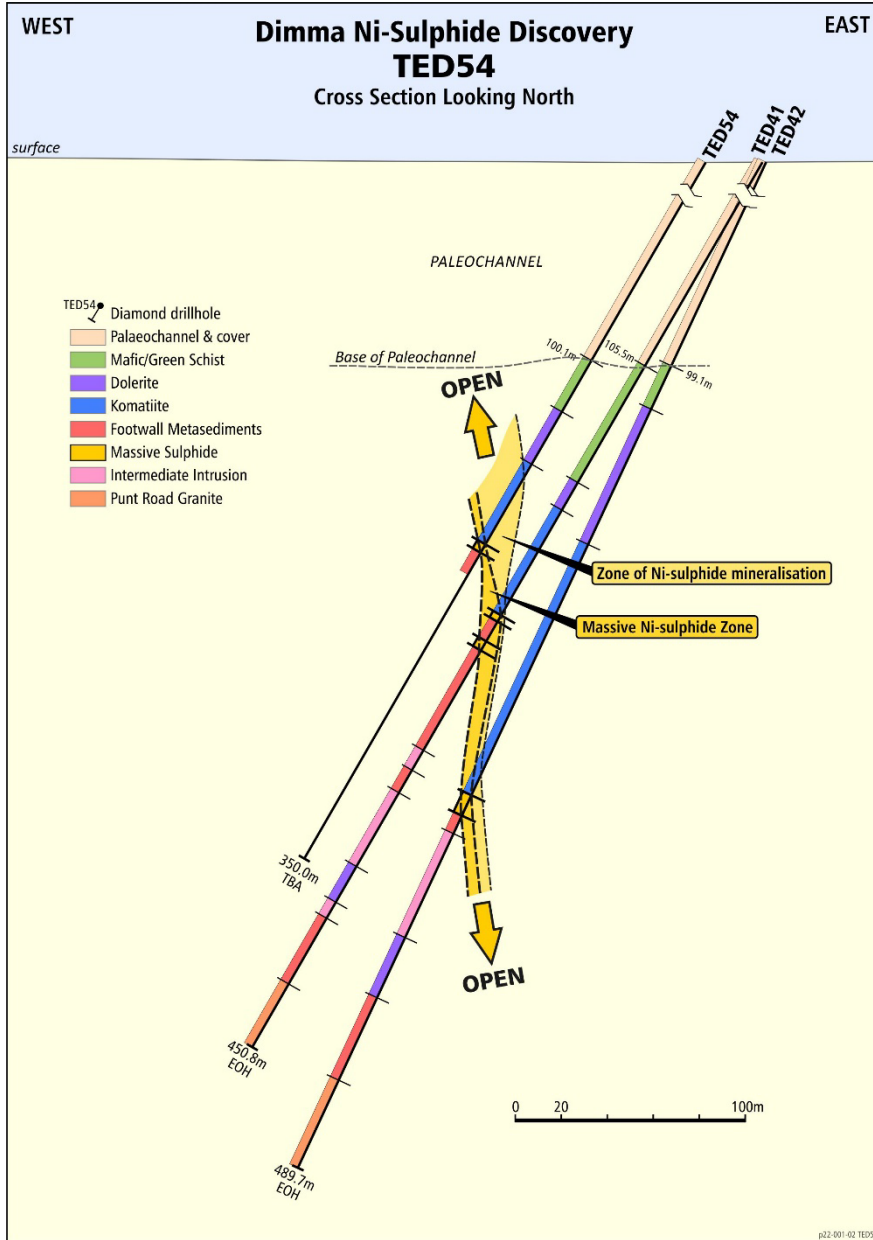 WEST
Dimma Ni-Sulphide Discovery
EAST
TED54
Cross Section Looking North
surface
TED54
TED41
TED42
PALEOCHANNEL
TED54
Diamond drillhole
Palaeochannel & cover
Mafic/Green Schist
Dolerite
Komatiite
Footwall Metasediments
Massive Sulphide
Intermediate Intrusion
Punt Road Granite
Base of Paleochannel
100.1m
105.5m
99.1m
OPEN
Zone of Ni-sulphide mineralisation
Massive Ni-sulphide Zone
350.0m
TBA
OPEN
450.8m
EOH
489.7m
EOH
0 20 100m